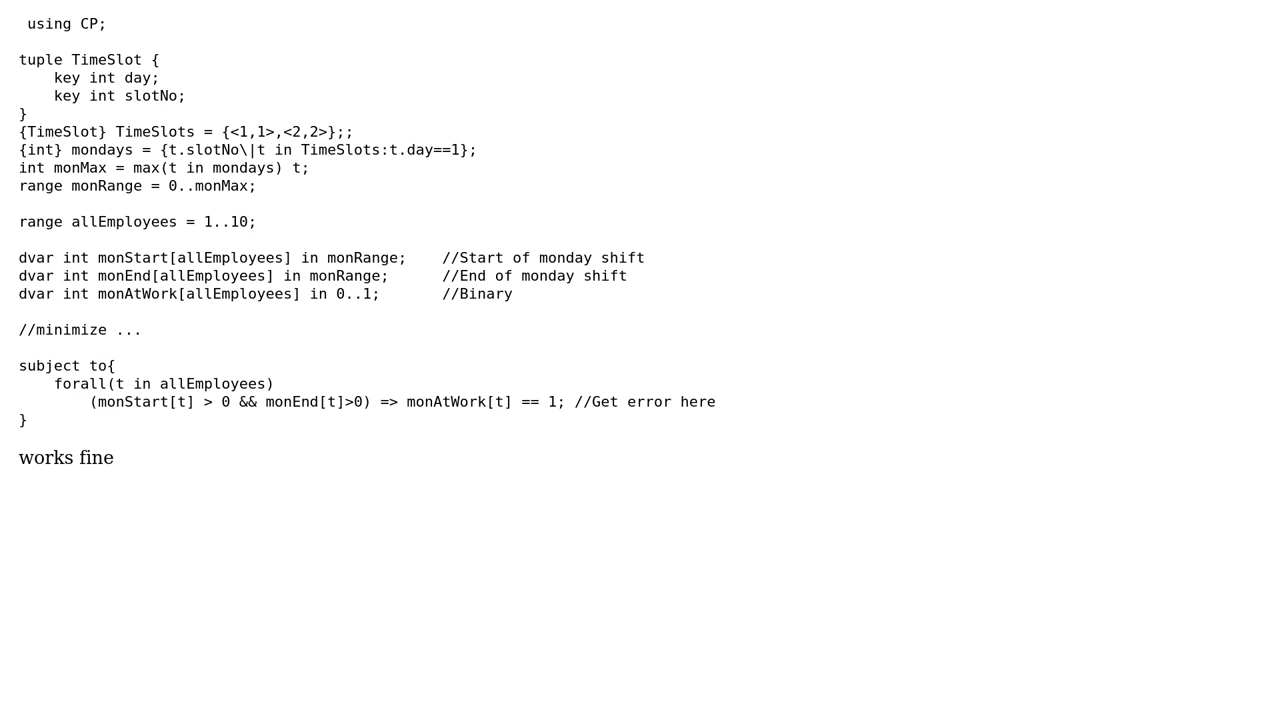 using CP;
tuple TimeSlot {
key int day;
key int slotNo;
}
{TimeSlot} TimeSlots = {<1,1>,<2,2>};;
{int} mondays = {t.slotNo\|t in TimeSlots:t.day==1};
int monMax = max(t in mondays) t;
range monRange = 0..monMax;
range allEmployees = 1..10;
dvar int monStart[allEmployees] in monRange;    //Start of monday shift
dvar int monEnd[allEmployees] in monRange;      //End of monday shift
dvar int monAtWork[allEmployees] in 0..1;       //Binary
//minimize ...
subject to{
forall(t in allEmployees)
(monStart[t] > 0 && monEnd[t]>0) => monAtWork[t] == 1; //Get error here
}
works fine